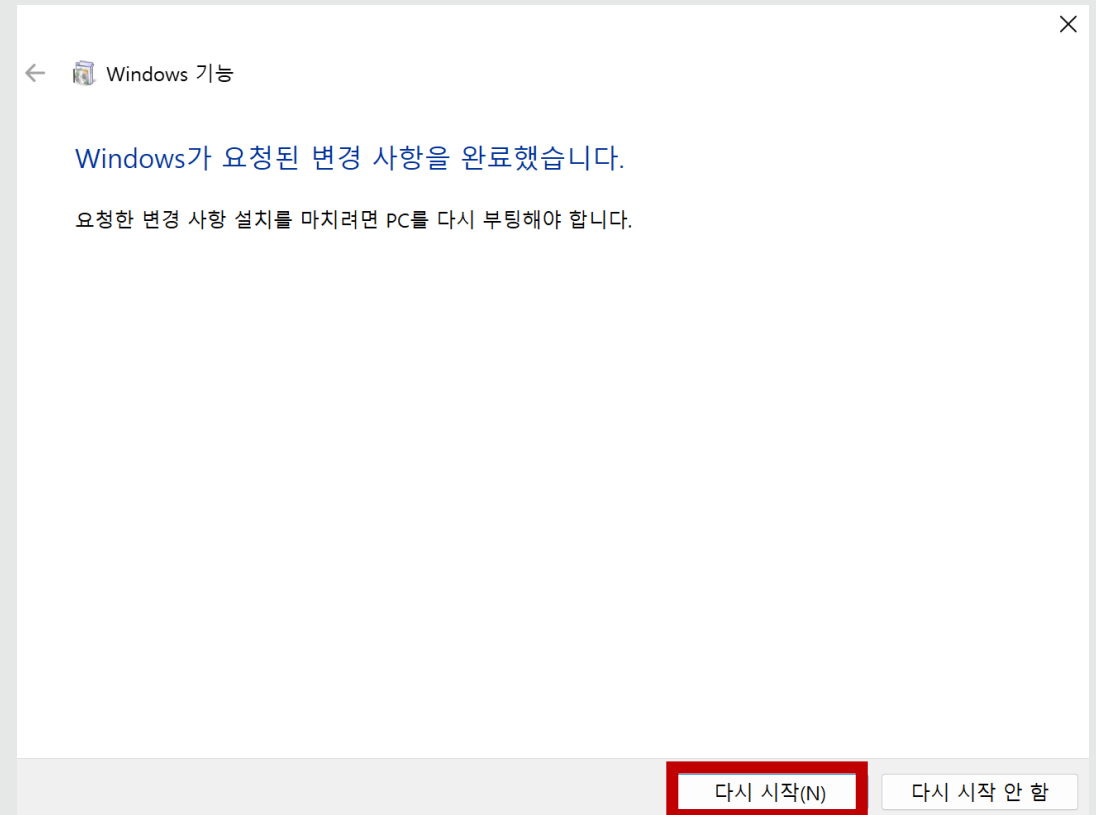 Windows 기능
Windows가 요청된 변경 사항을 완료했습니다.
요청한 변경 사항 설치를 마치려면 PC를 다시 부팅해야 합니다.
다시 시작(N)
다시 시작 안 함